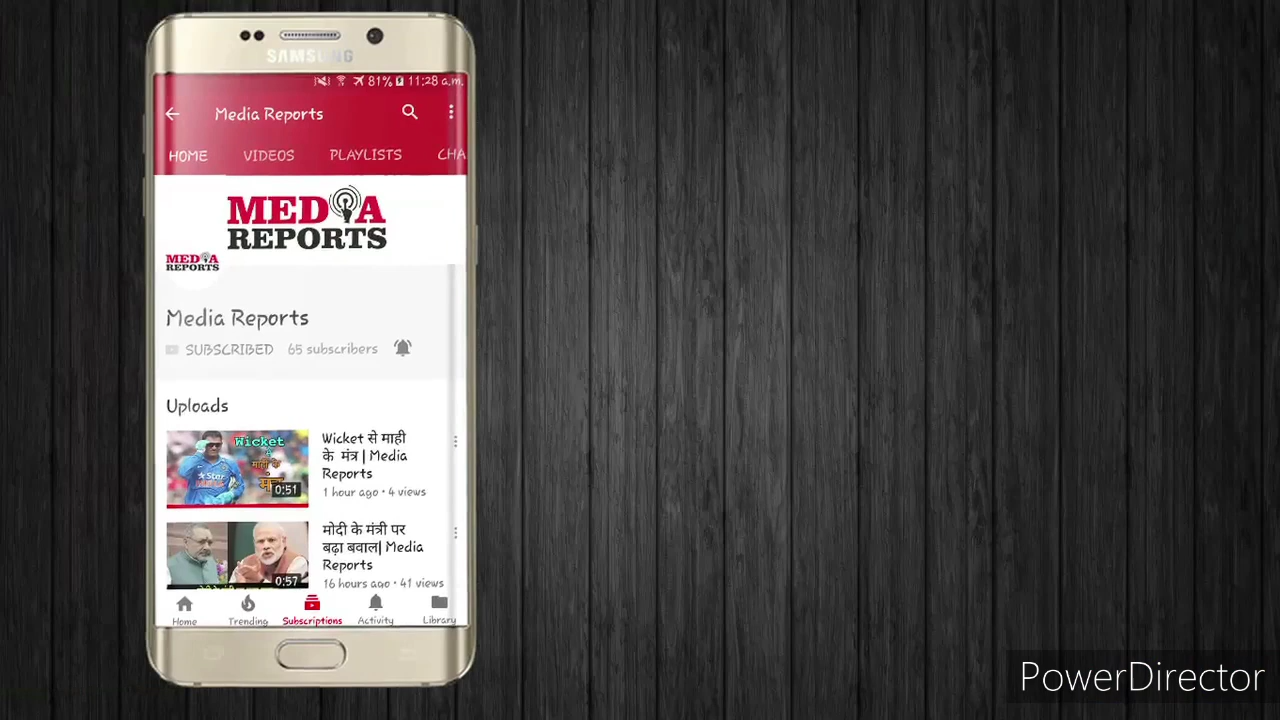 SAMSUNG
81% 11:28 a.m.
Media Reports
HOME VIDEOS PLAYLISTS CHA
MEDIA
REPORTS
MEDIA
REPORTS
Media Reports
SUBSCRIBED 65 subscribers
Uploads
Wicket
माही के
0:51
Wicket से माही
के मंत्र | Media
Reports
1 hour ago • 4 views
0:57
मोदी के मंत्री पर
बढ़ा बवाल| Media
Reports
16 hours ago • 41 views
Home Trending Subscriptions Activity Library
PowerDirector